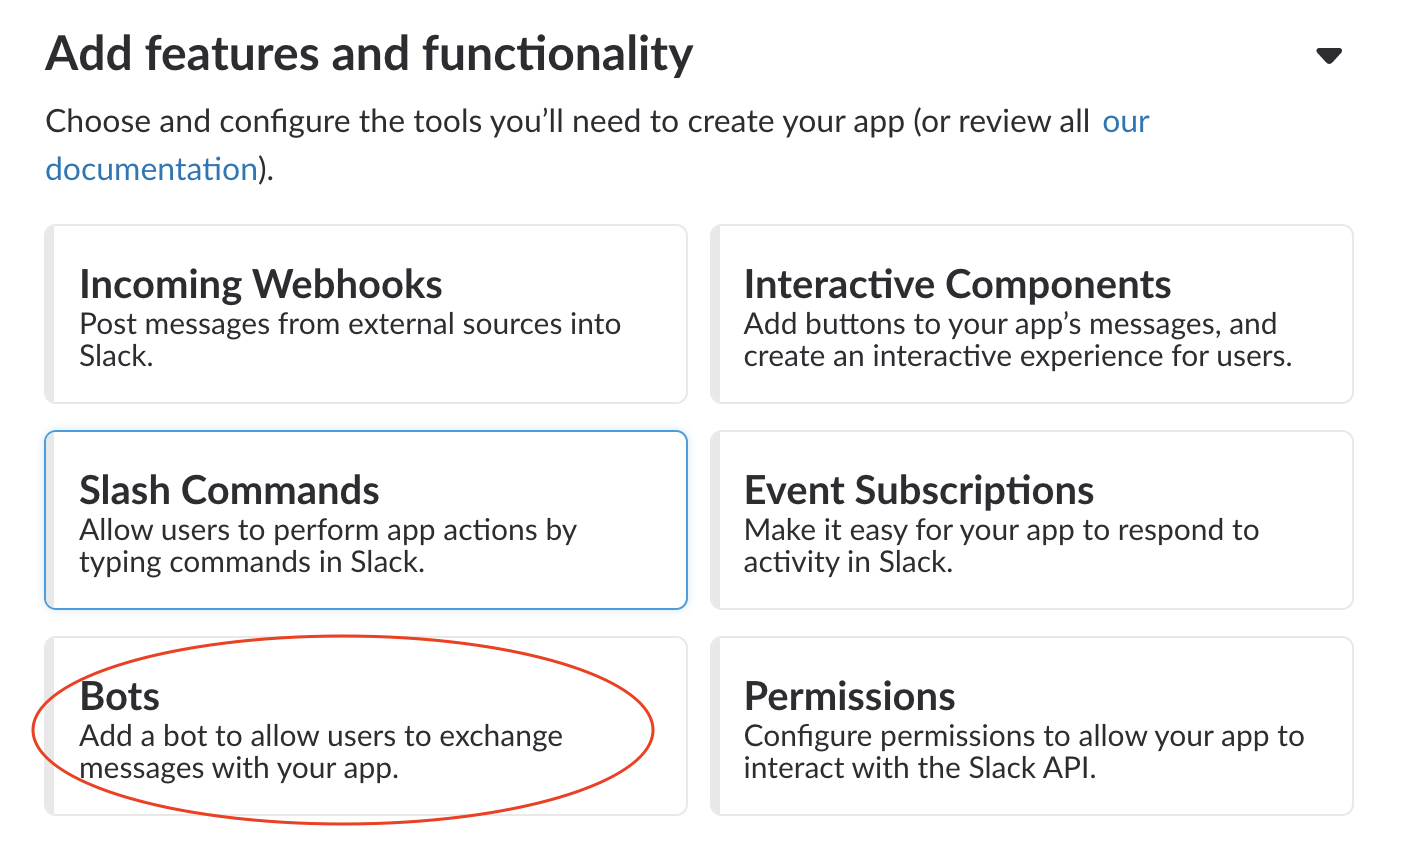 Add features and functionality
Choose and configure the tools you’ll need to create your app (or review all our
documentation).
Incoming Webhooks
Post messages from external sources into
Slack.
Interactive Components
Add buttons to your app’s messages, and
create an interactive experience for users.
Slash Commands
Allow users to perform app actions by
typing commands in Slack.
Event Subscriptions
Make it easy for your app to respond to
activity in Slack.
Bots
Add a bot to allow users to exchange
messages with your app.
Permissions
Configure permissions to allow your app to
interact with the Slack API.